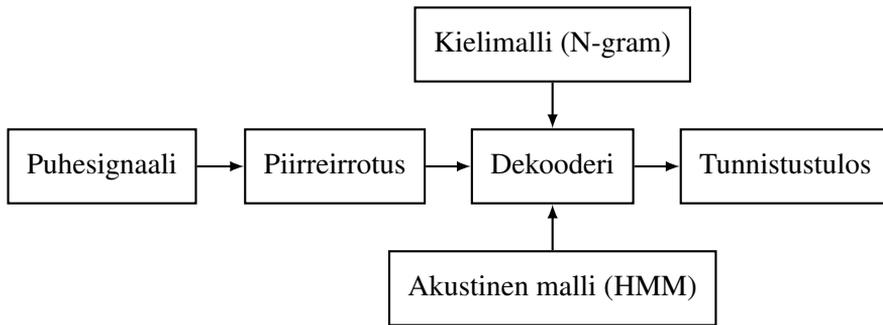 Kielimalli (N-gram)
Puhesignaali
Piirreirrotus
Dekooderi
Tunnistustulos
Akustinen malli (HMM)